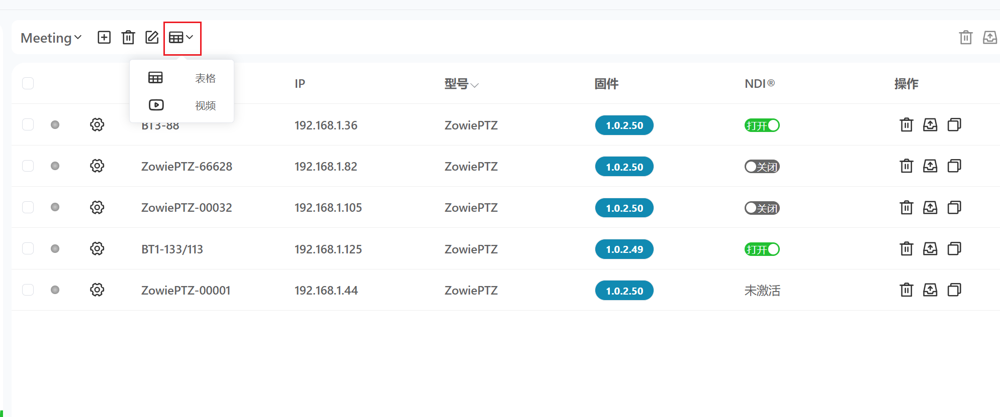 Meeting
表格
视频
IP 型号 固件 NDI® 操作
BT3-88 192.168.1.36 ZowiePTZ 1.0.2.50 打开
ZowiePTZ-66628 192.168.1.82 ZowiePTZ 1.0.2.50 关闭
ZowiePTZ-00032 192.168.1.105 ZowiePTZ 1.0.2.50 关闭
BT1-133/113 192.168.1.125 ZowiePTZ 1.0.2.49 打开
ZowiePTZ-00001 192.168.1.44 ZowiePTZ 1.0.2.50 未激活